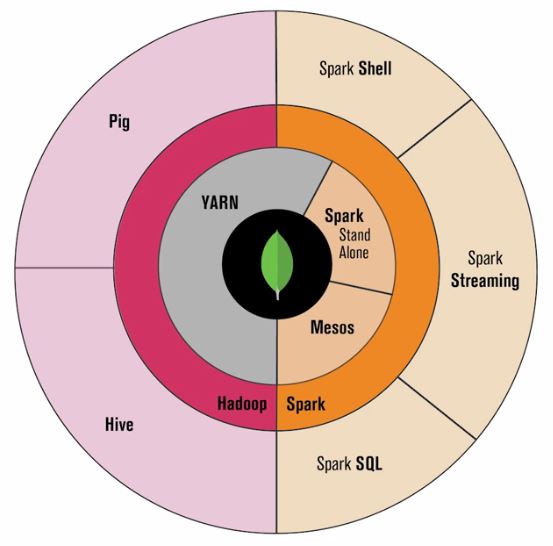 Spark Shell
Pig
YARN
Spark
Stand
Alone
Spark
Streaming
Mesos
Hadoop
Spark
Hive
Spark SQL